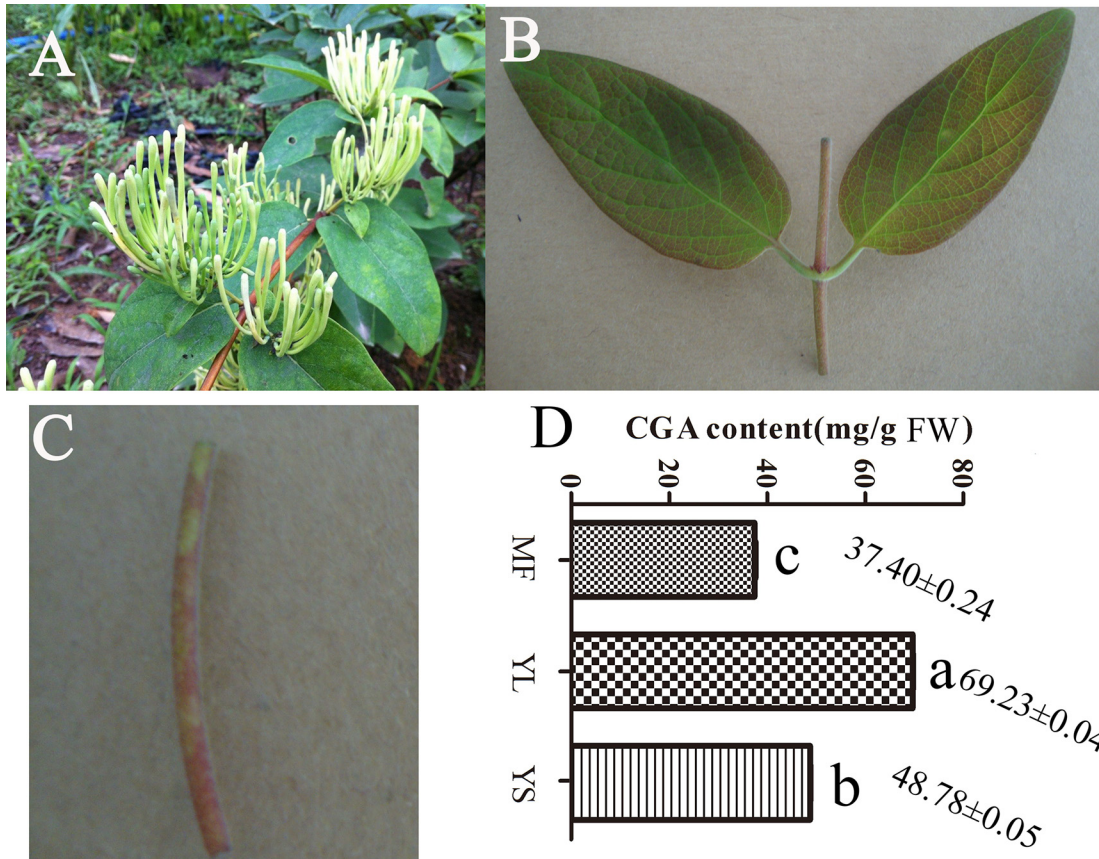 A
B
C
D
CGA content(mg/g FW)
0 20 40 60 80
MF
c
37.40±0.24
YL
a
69.23±0.04
YS
b
48.78±0.05